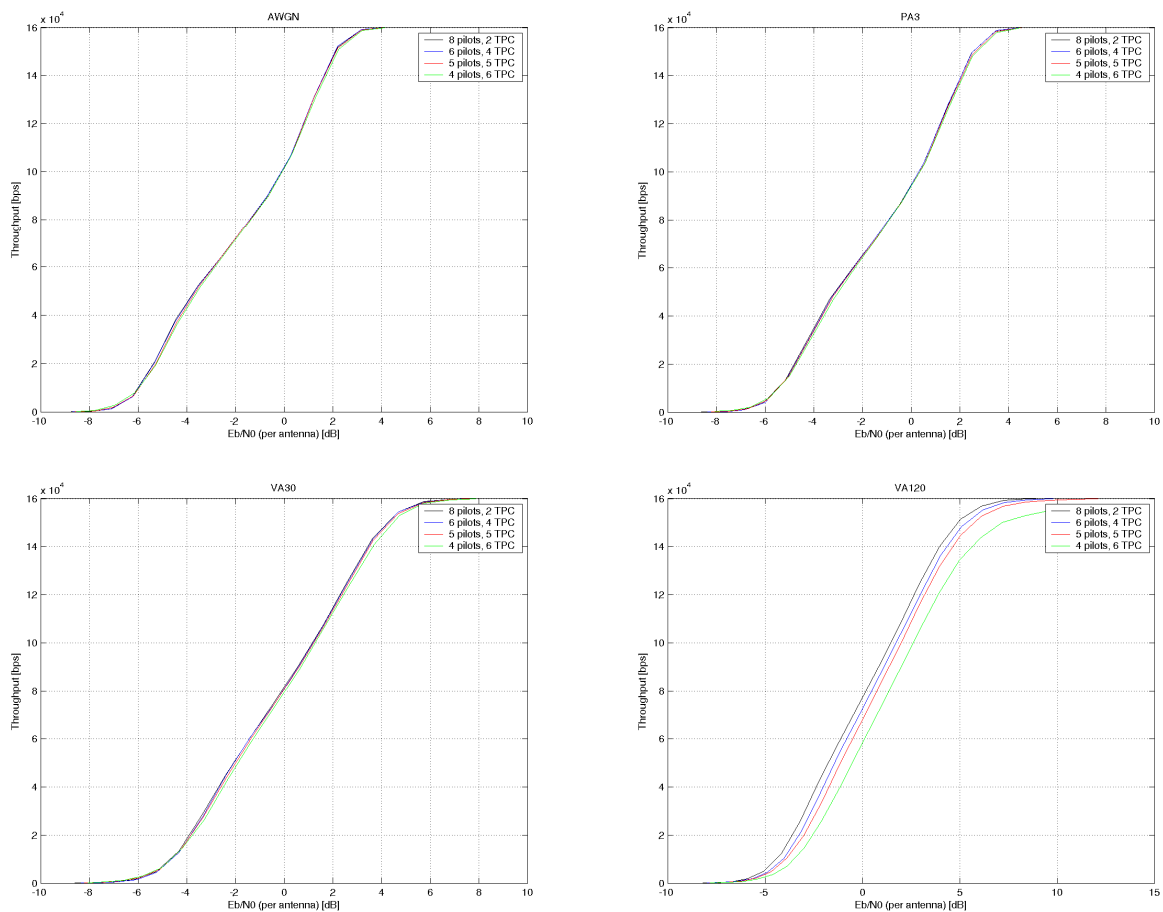 AWGN
x 10^4
16
14
12
10
8
6
4
2
0
Throughput [bps]
-10 -8 -6 -4 -2 0 2 4 6 8 10
Eb/N0 (per antenna) [dB]
8 pilots, 2 TPC
6 pilots, 4 TPC
5 pilots, 5 TPC
4 pilots, 6 TPC
PA3
x 10^4
16
14
12
10
8
6
4
2
0
Throughput [bps]
-10 -8 -6 -4 -2 0 2 4 6 8 10
Eb/N0 (per antenna) [dB]
8 pilots, 2 TPC
6 pilots, 4 TPC
5 pilots, 5 TPC
4 pilots, 6 TPC
VA30
x 10^4
16
14
12
10
8
6
4
2
0
Throughput [bps]
-10 -8 -6 -4 -2 0 2 4 6 8 10
Eb/N0 (per antenna) [dB]
8 pilots, 2 TPC
6 pilots, 4 TPC
5 pilots, 5 TPC
4 pilots, 6 TPC
VA120
x 10^4
16
14
12
10
8
6
4
2
0
Throughput [bps]
-10 -5 0 5 10 15
Eb/N0 (per antenna) [dB]
8 pilots, 2 TPC
6 pilots, 4 TPC
5 pilots, 5 TPC
4 pilots, 6 TPC